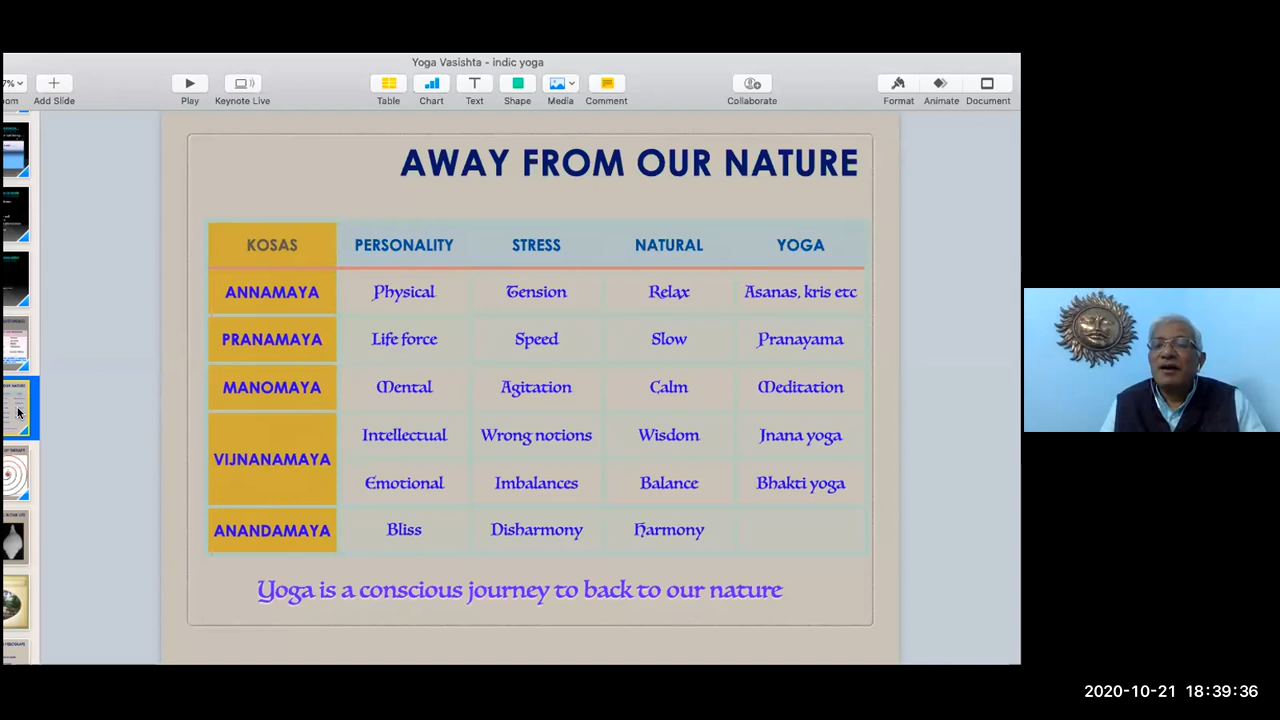 Yoga Vasishta - indic yoga
7%
oom Add Slide Play Keynote Live Table Chart Text Shape Media Comment Collaborate Format Animate Document
AWAY FROM OUR NATURE
KOSAS PERSONALITY STRESS NATURAL YOGA
ANNAMAYA Physical Tension Relax Asanas, kris etc
PRANAMAYA Life force Speed Slow Pranayama
MANOMAYA Mental Agitation Calm Meditation
VIJNANAMAYA
Intellectual Wrong notions Wisdom Jnana yoga
Emotional Imbalances Balance Bhakti yoga
ANANDAMAYA Bliss Disharmony Harmony
Yoga is a conscious journey to back to our nature
2020-10-21 18:39:36